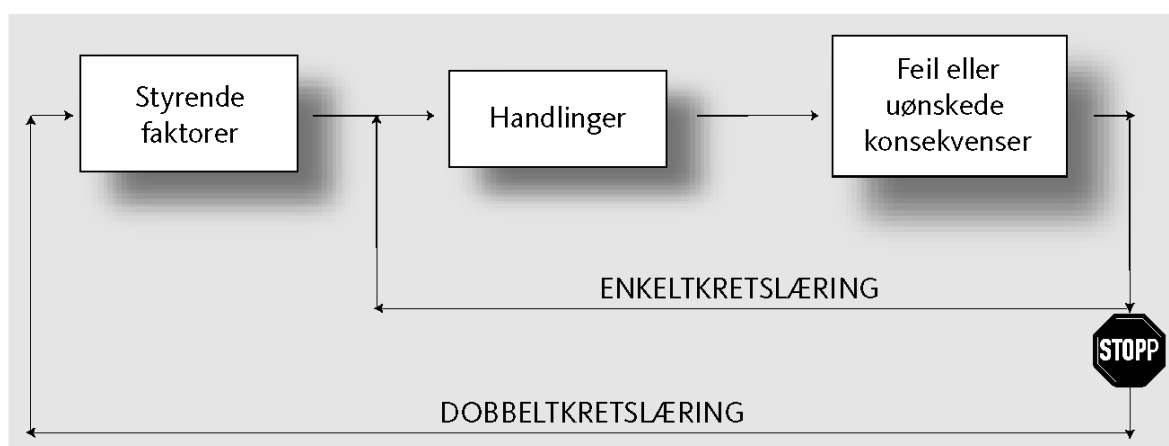 Styrende
faktorer
Handlinger
Feil eller
uønskede
konsekvenser
ENKELTKRETSLÆRING
STOPP
DOBBELTKRETSLÆRING